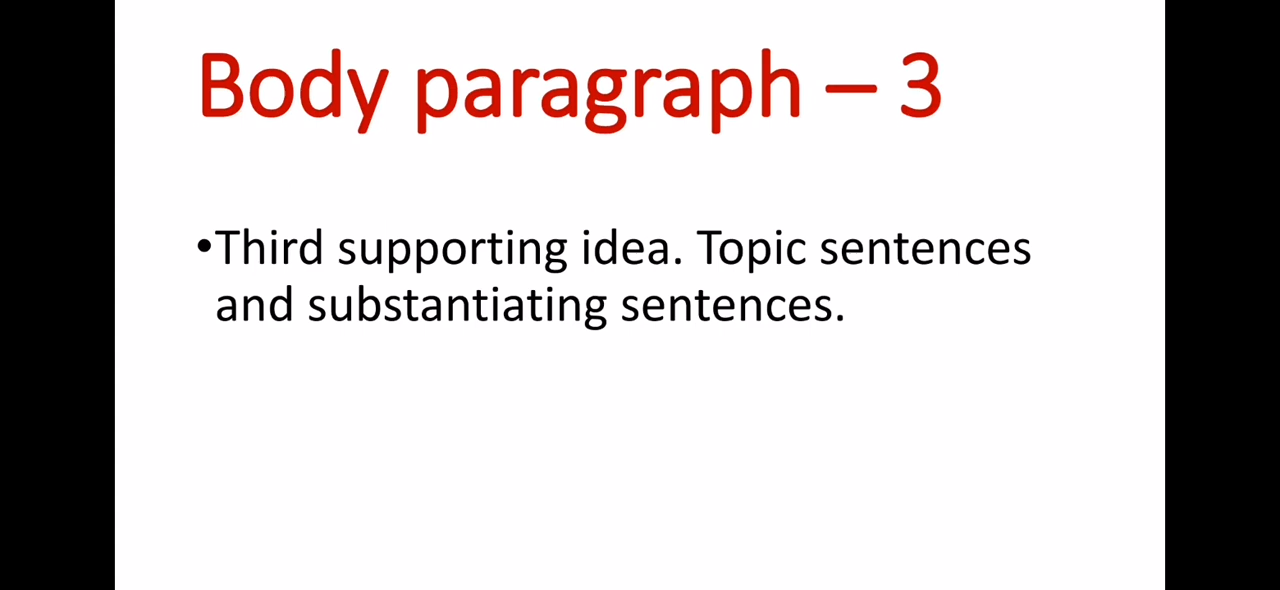 Body paragraph – 3
•Third supporting idea. Topic sentences
and substantiating sentences.